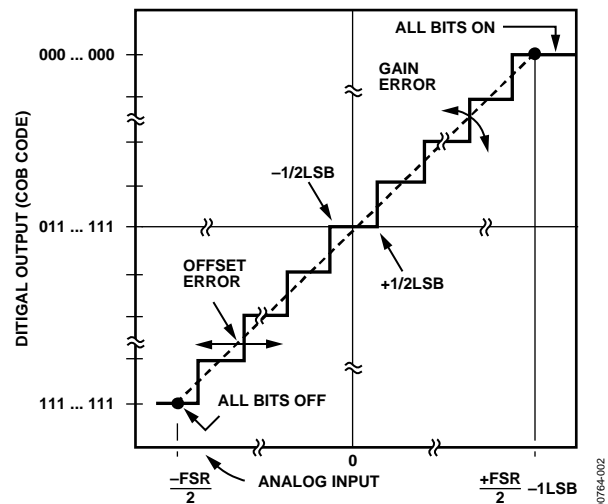 ALL BITS ON
000 ... 000
GAIN
ERROR
–1/2LSB
011 ... 111
OFFSET
ERROR
+1/2LSB
DITIGAL OUTPUT (COB CODE)
111 ... 111
ALL BITS OFF
0
–FSR
2
ANALOG INPUT
+FSR
2
–1LSB
00764-002